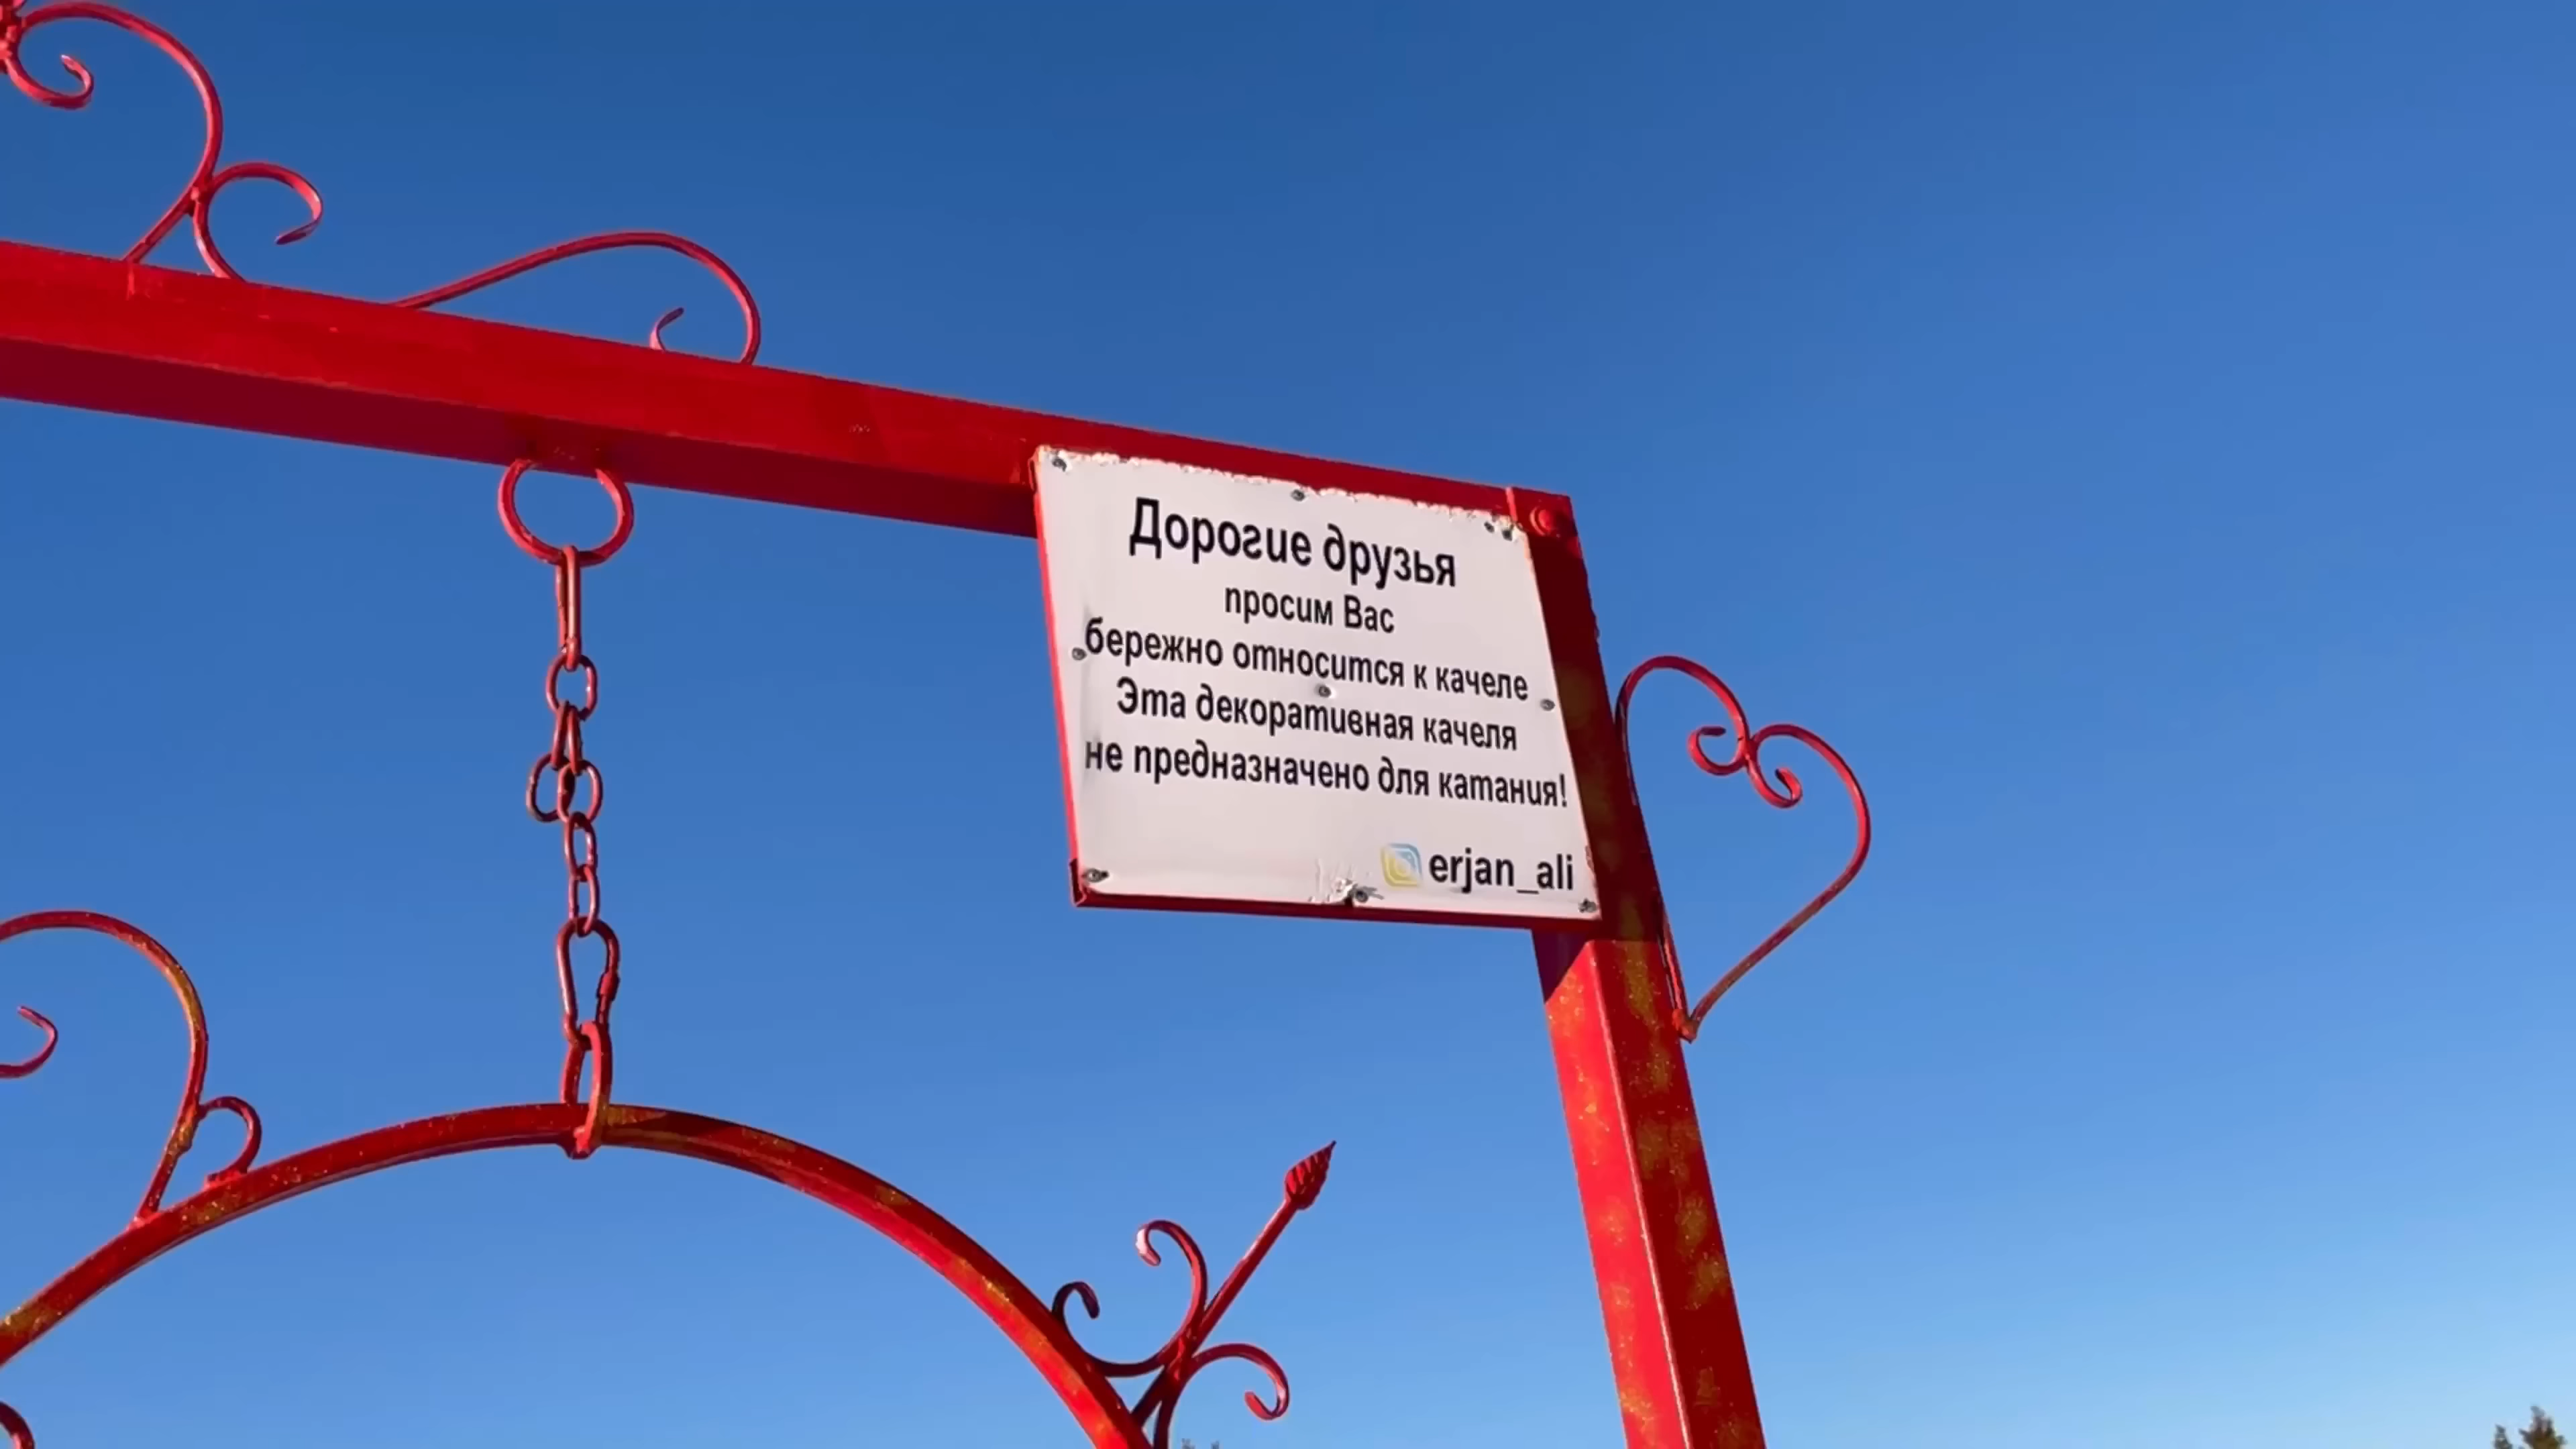 Дорогие друзья
просим Вас
бережно относится к качеле
Эта декоративная качеля
не предназначено для катания!
erjan_ali